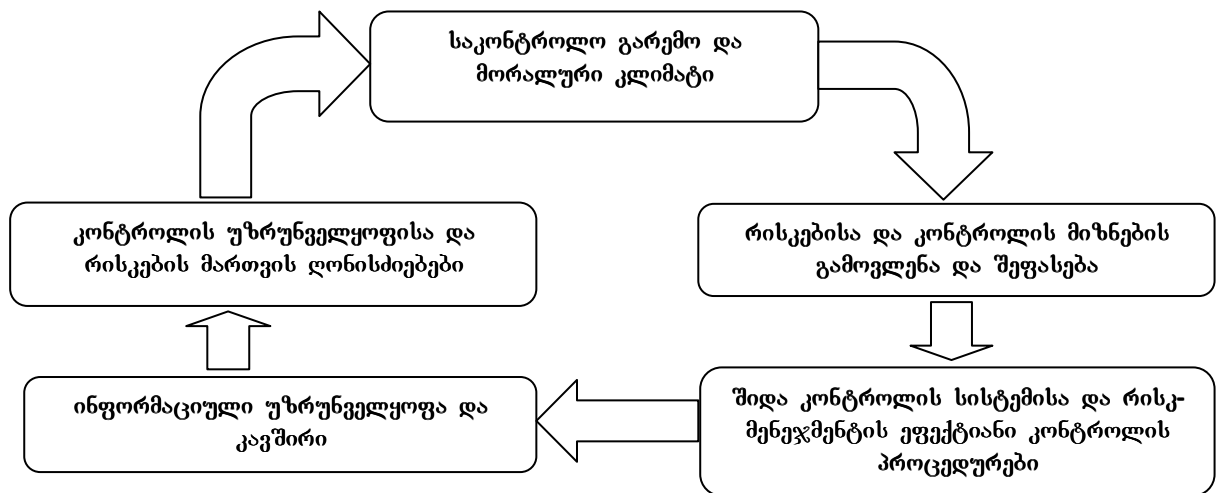 საკონტროლო გარემო და
მორალური კლიმატი
კონტროლის უზრუნველყოფისა და
რისკების მართვის ღონისძიებები
რისკებისა და კონტროლის მიზნების
გამოვლენა და შეფასება
ინფორმაციული უზრუნველყოფა და
კავშირი
შიდა კონტროლის სისტემისა და რისკ-
მენეჯმენტის ეფექტიანი კონტროლის
პროცედურები